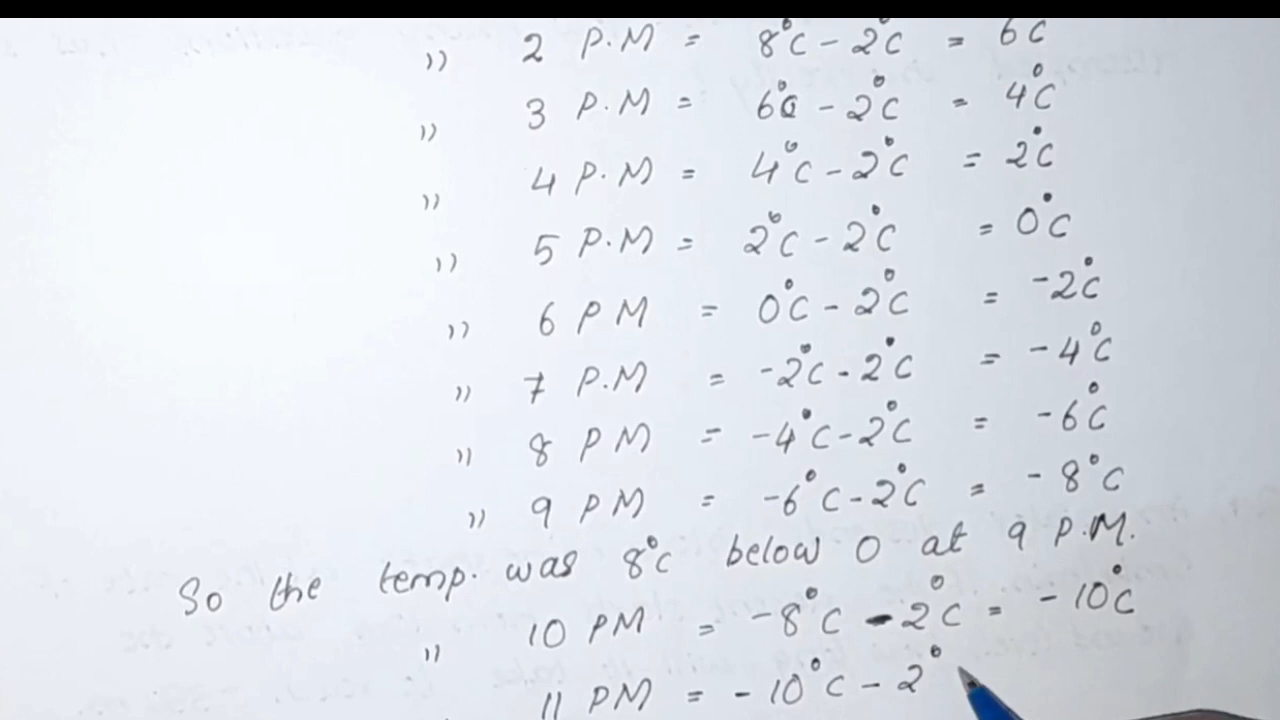 ,, 2 P.M = 8°C - 2°C = 6C
,, 3 P.M = 6°C - 2°C = 4°C
,, 4 P.M = 4°C - 2°C = 2°C
,, 5 P.M = 2°C - 2°C = 0°C
,, 6 PM = 0°C - 2°C = -2°C
,, 7 P.M = -2°C - 2°C = -4°C
,, 8 PM = -4°C - 2°C = -6°C
,, 9 PM = -6°C - 2°C = -8°C
So the temp. was 8°c below 0 at 9 P.M.
,, 10 PM = -8°C - 2°C = -10°C
11 PM = -10°C - 2°